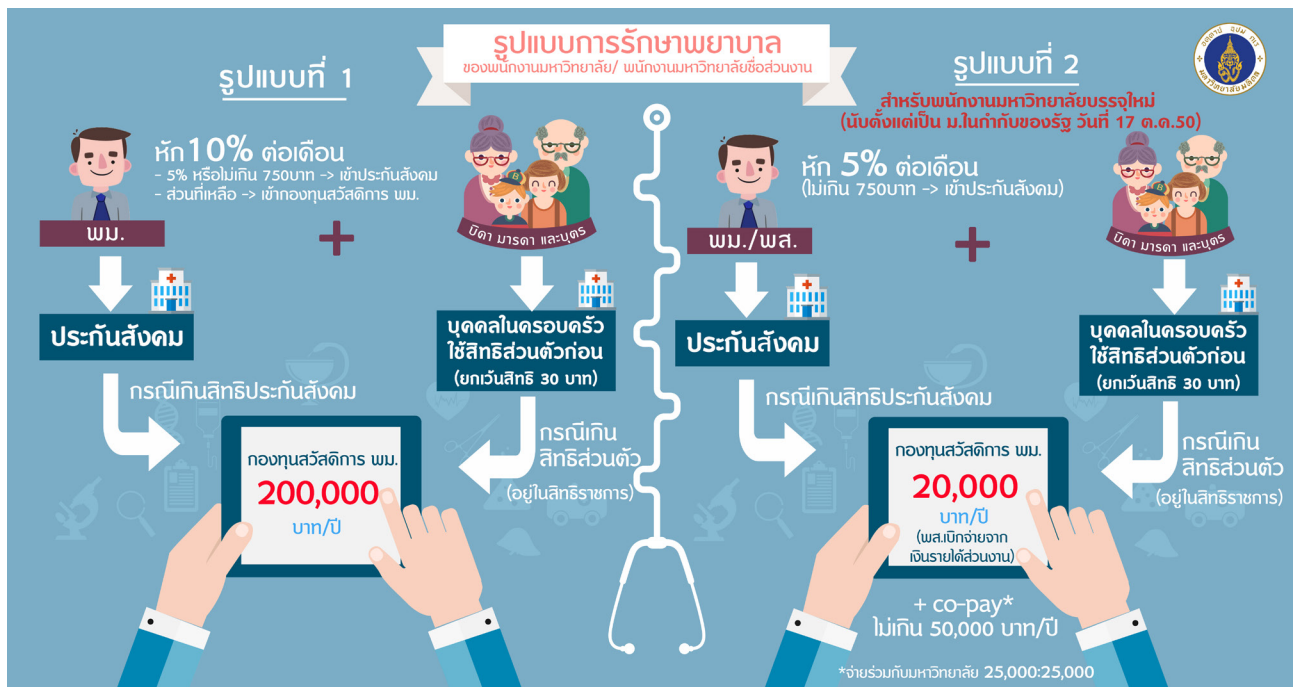 รูปแบบการรักษาพยาบาล
ของพนักงานมหาวิทยาลัย/ พนักงานมหาวิทยาลัยชื่อส่วนงาน
รูปแบบที่ 1
หัก 10% ต่อเดือน
- 5% หรือไม่เกิน 750บาท -> เข้าประกันสังคม
- ส่วนที่เหลือ -> เข้ากองทุนสวัสดิการ พม.
พม.
+
บิดา มารดา และบุตร
ประกันสังคม
บุคคลในครอบครัว
ใช้สิทธิส่วนตัวก่อน
(ยกเว้นสิทธิ 30 บาท)
กรณีเกินสิทธิประกันสังคม
กรณีเกิน
สิทธิส่วนตัว
(อยู่ในสิทธิราชการ)
กองทุนสวัสดิการ พม.
200,000
บาท/ปี
รูปแบบที่ 2
สำหรับพนักงานมหาวิทยาลัยบรรจุใหม่
(นับตั้งแต่เป็น ม.ในกำกับของรัฐ วันที่ 17 ต.ค.50)
หัก 5% ต่อเดือน
(ไม่เกิน 750บาท -> เข้าประกันสังคม)
พม./พส.
+
บิดา มารดา และบุตร
ประกันสังคม
บุคคลในครอบครัว
ใช้สิทธิส่วนตัวก่อน
(ยกเว้นสิทธิ 30 บาท)
กรณีเกินสิทธิประกันสังคม
กรณีเกิน
สิทธิส่วนตัว
(อยู่ในสิทธิราชการ)
กองทุนสวัสดิการ พม.
20,000
บาท/ปี
(พส.เบิกจ่ายจาก
เงินรายได้ส่วนงาน)
+ co-pay*
ไม่เกิน 50,000 บาท/ปี
*จ่ายร่วมกับมหาวิทยาลัย 25,000:25,000
อตฺตานํ อุปมํ กเร
มหาวิทยาลัยมหิดล